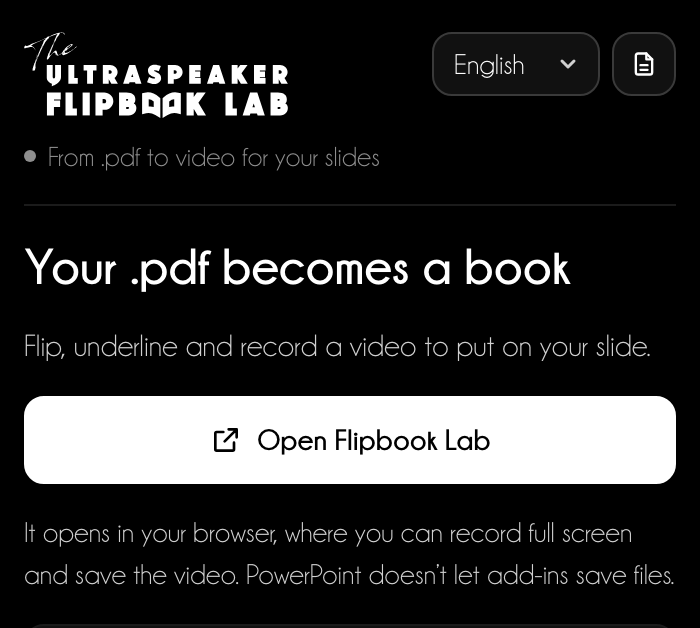 The
ULTRASPEAKER
FLIPBOOK LAB
English
From .pdf to video for your slides
Your .pdf becomes a book
Flip, underline and record a video to put on your slide.
Open Flipbook Lab
It opens in your browser, where you can record full screen
and save the video. PowerPoint doesn't let add-ins save files.